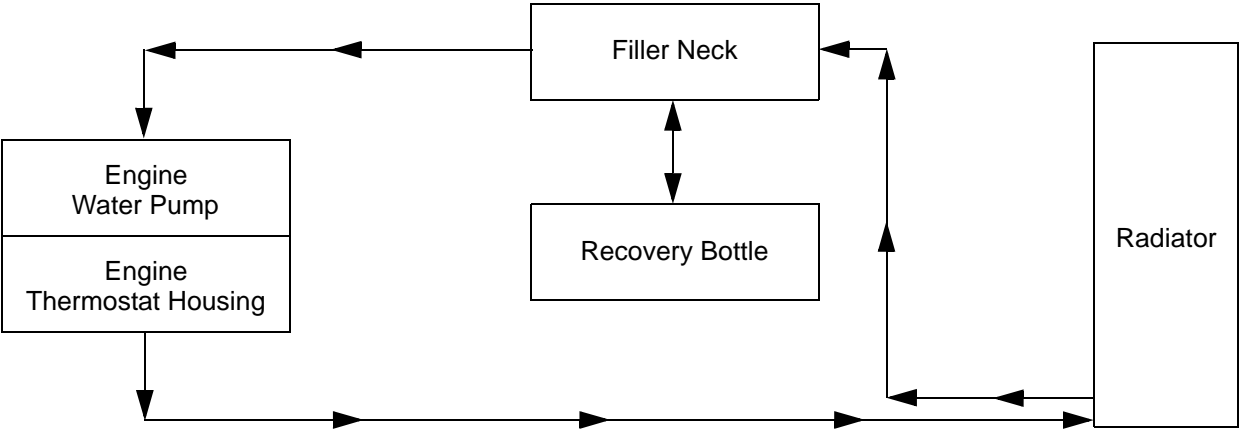 Filler Neck
Engine
Water Pump
Engine
Thermostat Housing
Recovery Bottle
Radiator